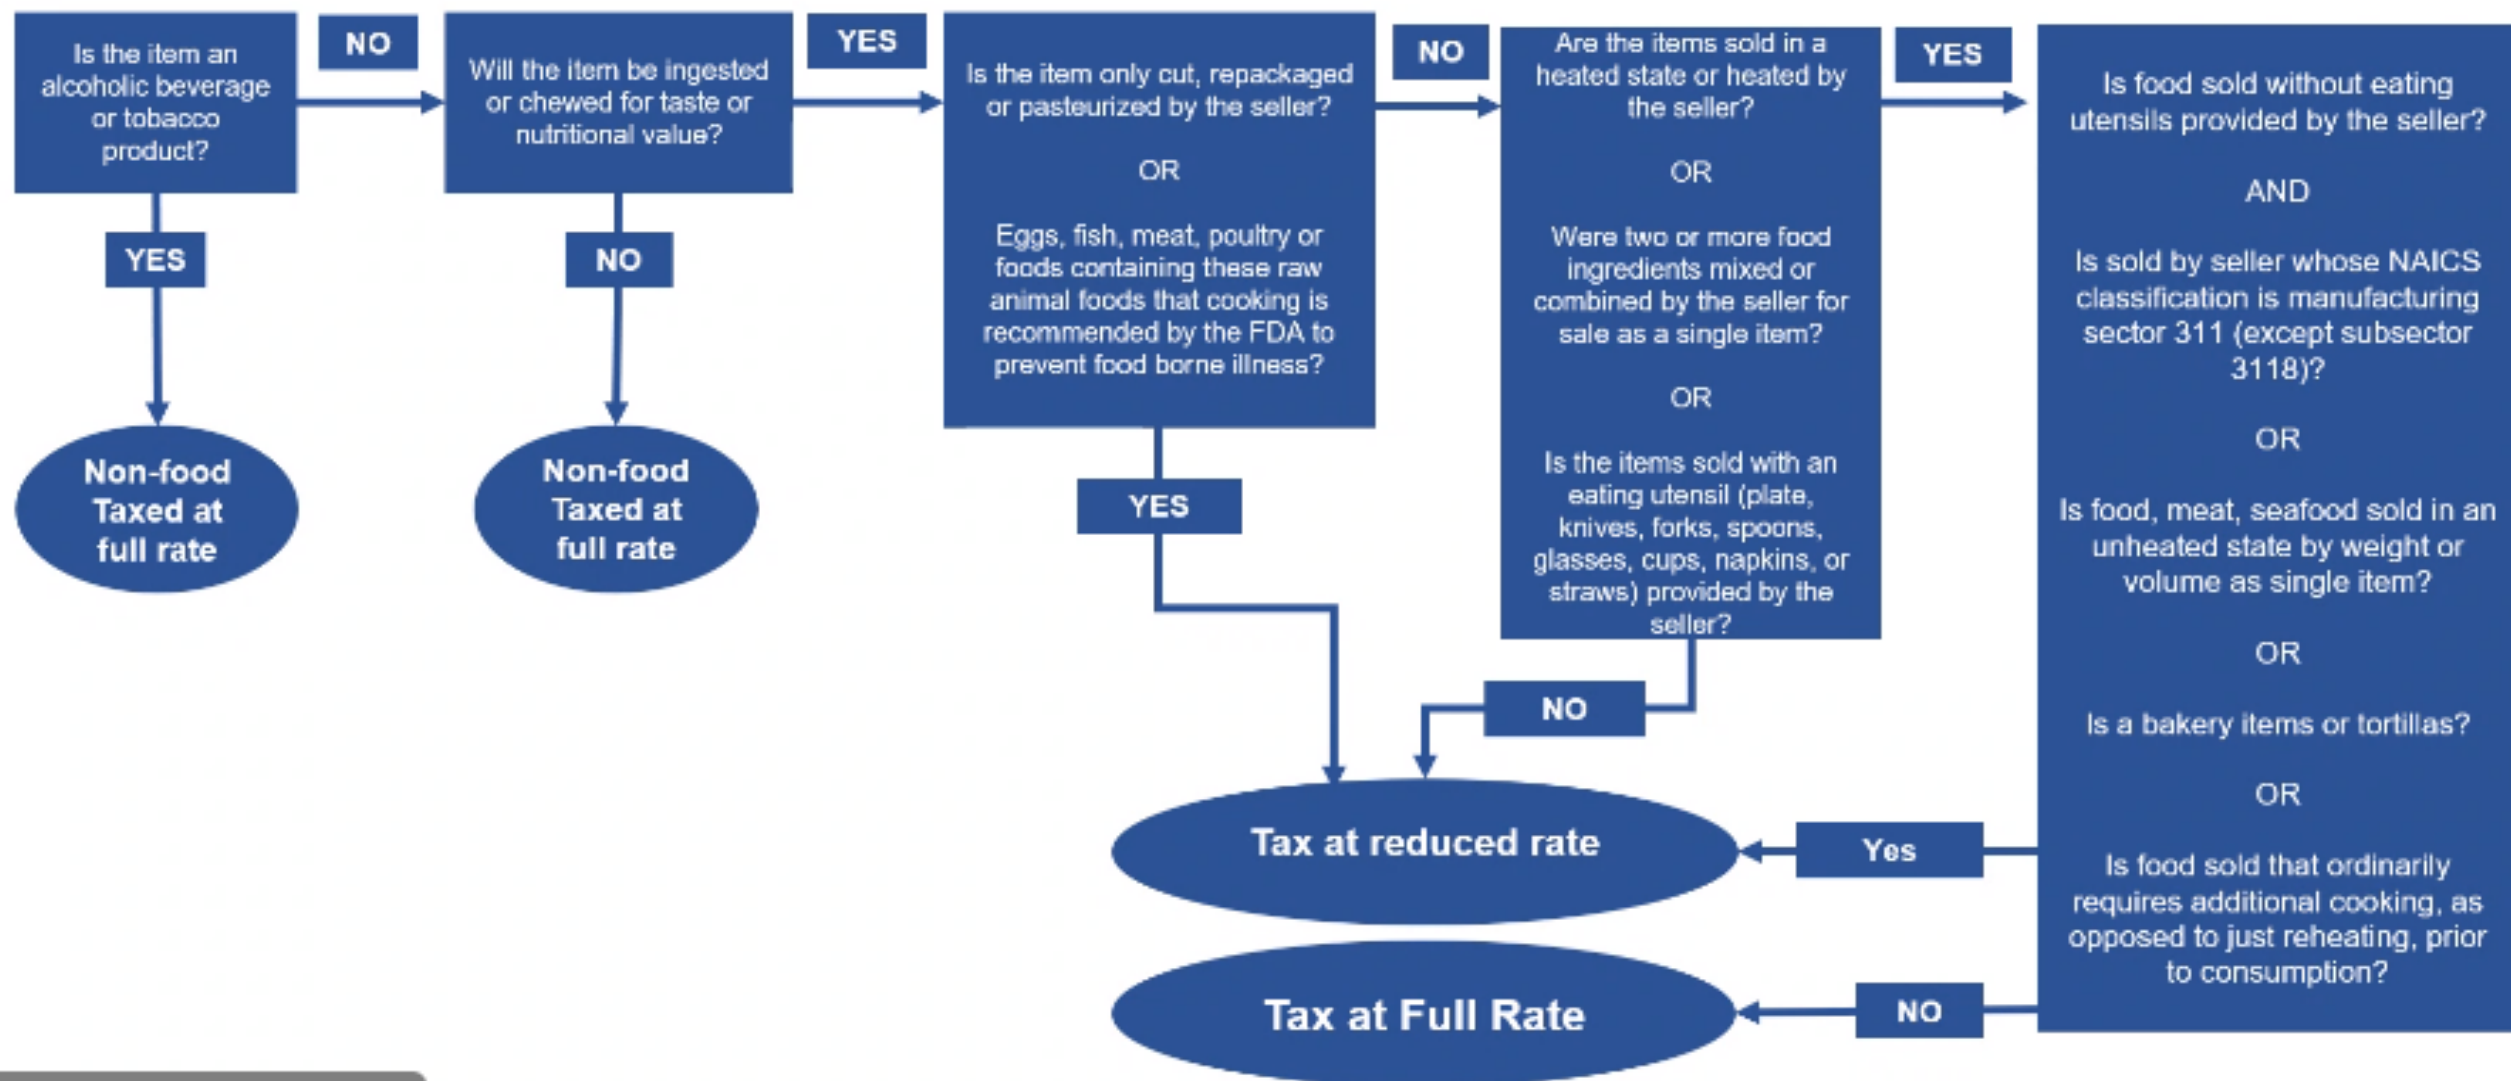 Is the item an
alcoholic beverage
or tobacco
product?
NO
YES
Non-food
Taxed at
full rate
Will the item be ingested
or chewed for taste or
nutritional value?
YES
NO
Non-food
Taxed at
full rate
Is the item only cut, repackaged
or pasteurized by the seller?
OR
Eggs, fish, meat, poultry or
foods containing these raw
animal foods that cooking is
recommended by the FDA to
prevent food borne illness?
NO
YES
Are the items sold in a
heated state or heated by
the seller?
OR
Were two or more food
ingredients mixed or
combined by the seller for
sale as a single item?
OR
Is the items sold with an
eating utensil (plate,
knives, forks, spoons,
glasses, cups, napkins, or
straws) provided by the
seller?
YES
NO
Is food sold without eating
utensils provided by the seller?
AND
Is sold by seller whose NAICS
classification is manufacturing
sector 311 (except subsector
3118)?
OR
Is food, meat, seafood sold in an
unheated state by weight or
volume as single item?
OR
Is a bakery items or tortillas?
OR
Is food sold that ordinarily
requires additional cooking, as
opposed to just reheating, prior
to consumption?
Yes
Tax at reduced rate
NO
Tax at Full Rate